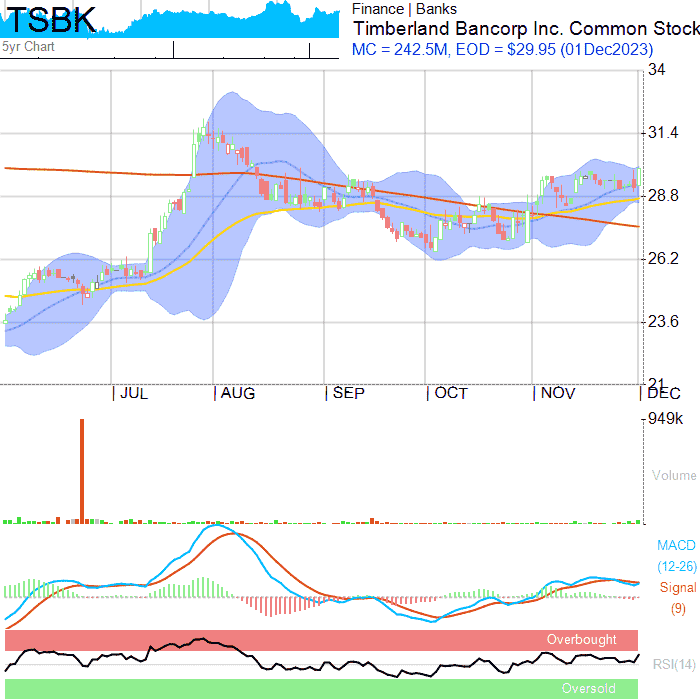 TSBK
Finance | Banks
Timberland Bancorp Inc. Common Stock
5yr Chart
MC = 242.5M, EOD = $29.95 (01Dec2023)
34
31.4
28.8
26.2
23.6
21
JUL
AUG
SEP
OCT
NOV
DEC
949k
Volume
MACD
(12-26)
Signal
(9)
Overbought
RSI(14)
Oversold